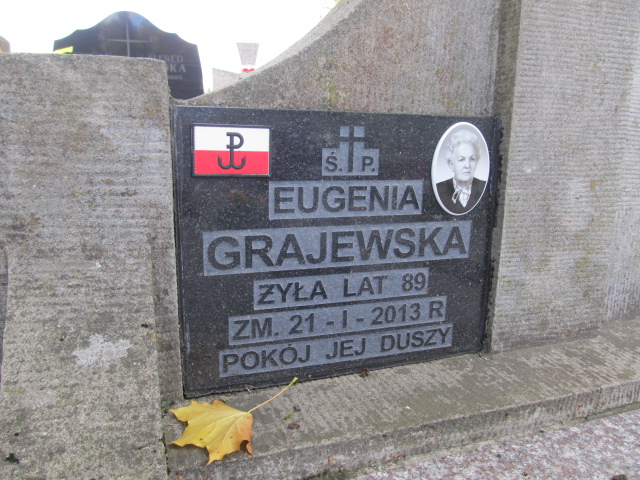 Ś. P.
EUGENIA
GRAJEWSKA
ŻYŁA LAT 89
ZM. 21 - I - 2013 R
POKÓJ JEJ DUSZY